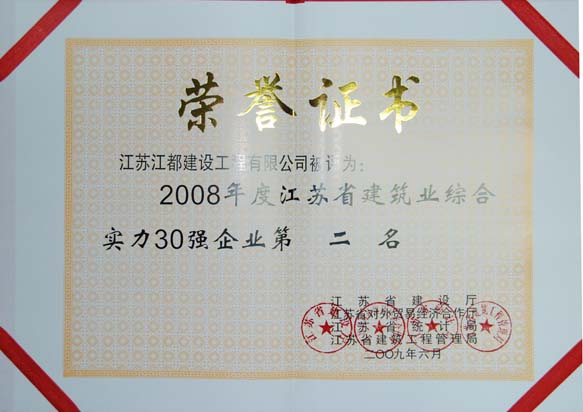 荣誉证书
江苏江都建设工程有限公司被评为：
2008年度江苏省建筑业综合
实力30强企业第 二 名
江苏省建设厅
江苏省对外贸易经济合作厅
江苏省统计局
江苏省建筑工程管理局
二〇〇九年六月